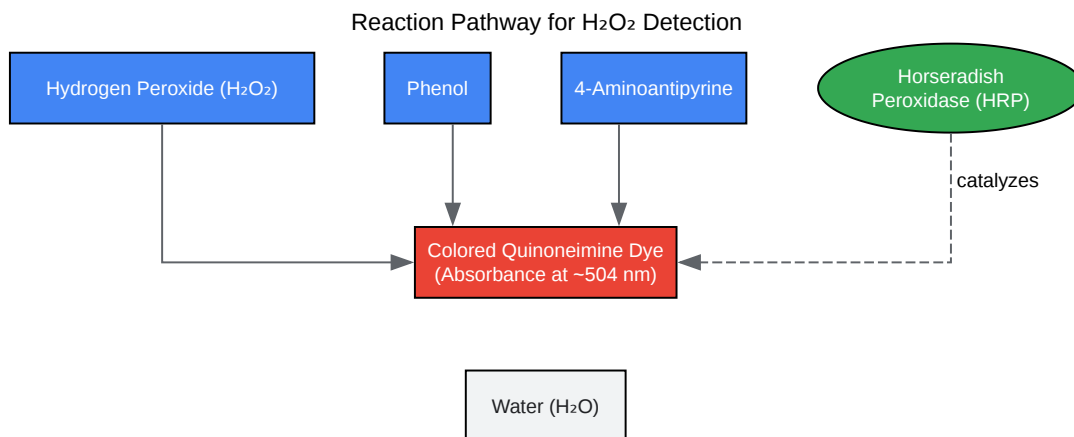 Reaction Pathway for H₂O₂ Detection
Hydrogen Peroxide (H₂O₂)
Phenol
4-Aminoantipyrine
Horseradish
Peroxidase (HRP)
catalyzes
Colored Quinoneimine Dye
(Absorbance at ~504 nm)
Water (H₂O)